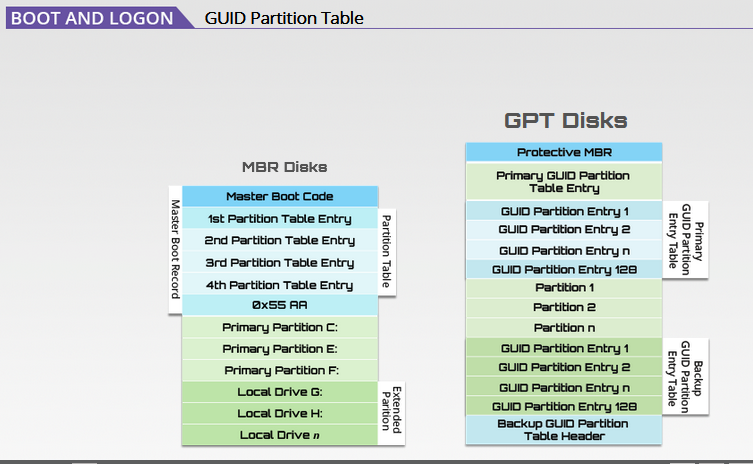 BOOT AND LOGON
GUID Partition Table
MBR Disks
Master Boot Code
1st Partition Table Entry
2nd Partition Table Entry
3rd Partition Table Entry
4th Partition Table Entry
0x55 AA
Primary Partition C:
Primary Partition E:
Primary Partition F:
Local Drive G:
Local Drive H:
Local Drive n
Master Boot Record
Partition Table
Extended
Parition
GPT Disks
Protective MBR
Primary GUID Partition
Table Entry
GUID Partition Entry 1
GUID Partition Entry 2
GUID Partition Entry n
GUID Partition Entry 128
Partition 1
Partition 2
Partition n
GUID Partition Entry 1
GUID Partition Entry 2
GUID Partition Entry n
GUID Partition Entry 128
Backup GUID Partition
Table Header
Primary
GUID Partition
Entry Table
Backup
GUID Partition
Entry Table